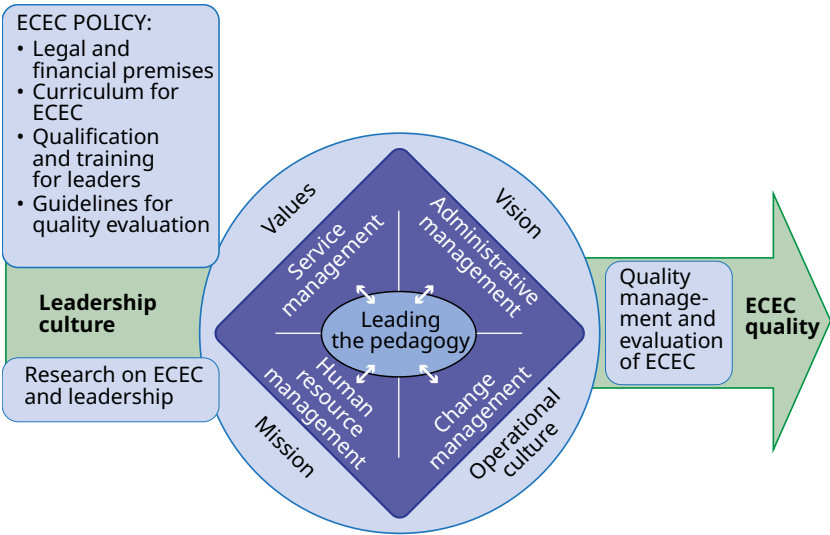 ECEC POLICY:
• Legal and
financial premises
• Curriculum for
ECEC
• Qualification
and training
for leaders
• Guidelines for
quality evaluation
Leadership
culture
Research on ECEC
and leadership
Values
Vision
Mission
Operational
culture
Service
management
Administrative
management
Leading
the pedagogy
Human
resource
management
Change
management
Quality
manage-
ment and
evaluation
of ECEC
ECEC
quality